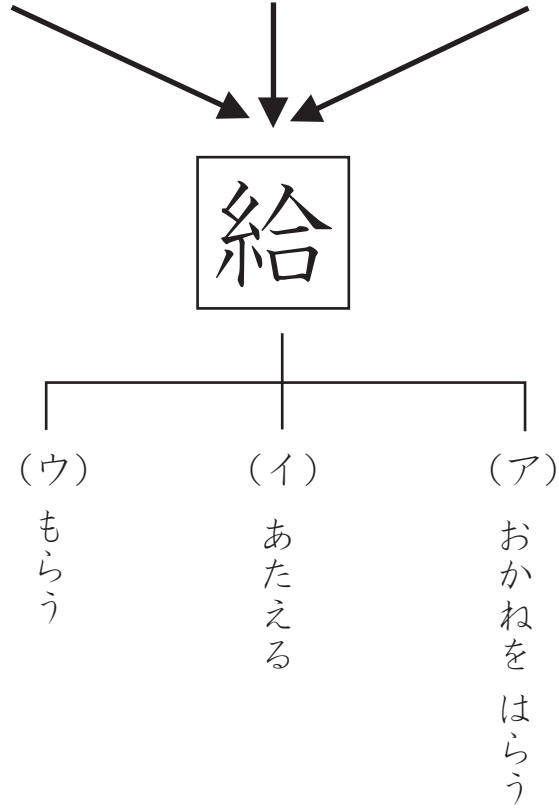 給
（ア） おかねを はらう
（イ） あたえる
（ウ） もらう